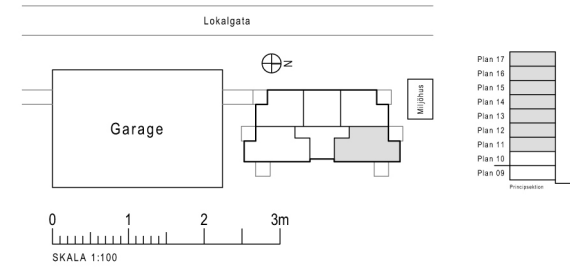 Lokalgata
N
Miljöhus
Garage
Plan 17
Plan 16
Plan 15
Plan 14
Plan 13
Plan 12
Plan 11
Plan 10
Plan 09
Principsektion
0 1 2 3m
SKALA 1:100